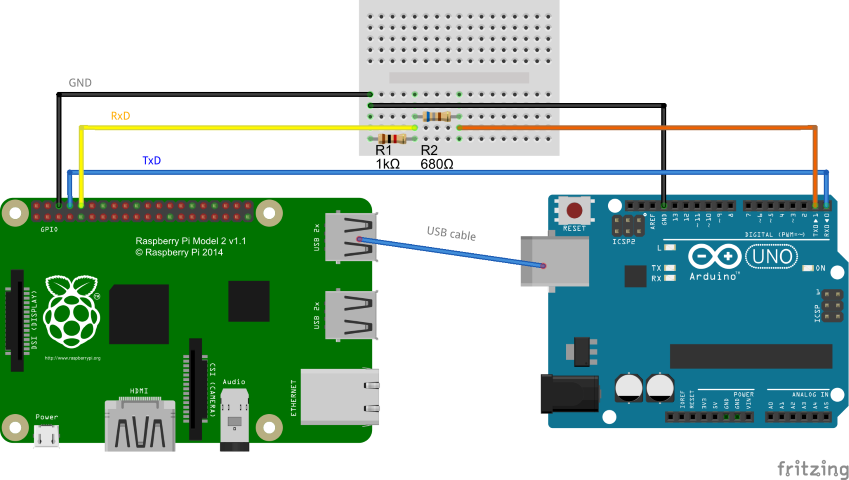 GND
RxD
R1
1kΩ
R2
680Ω
TxD
GPIO
Raspberry Pi Model 2 v1.1
© Raspberry Pi 2014
USB 2x
USB 2x
DSI (DISPLAY)
http://www.raspberrypi.org
CSI (CAMERA)
HDMI
Audio
ETHERNET
Power
USB cable
RESET
ICSP2
AREF
GND
13
12
~11
~10
~9
8
7
~6
~5
4
~3
2
TX0▶1
RX0◀0
DIGITAL (PWM=~)
L
TX
RX
Arduino™
UNO
ON
1
ICSP
IOREF
RESET
3V3
5V
GND
GND
VIN
POWER
ANALOG IN
A0
A1
A2
A3
A4
A5
fritzing